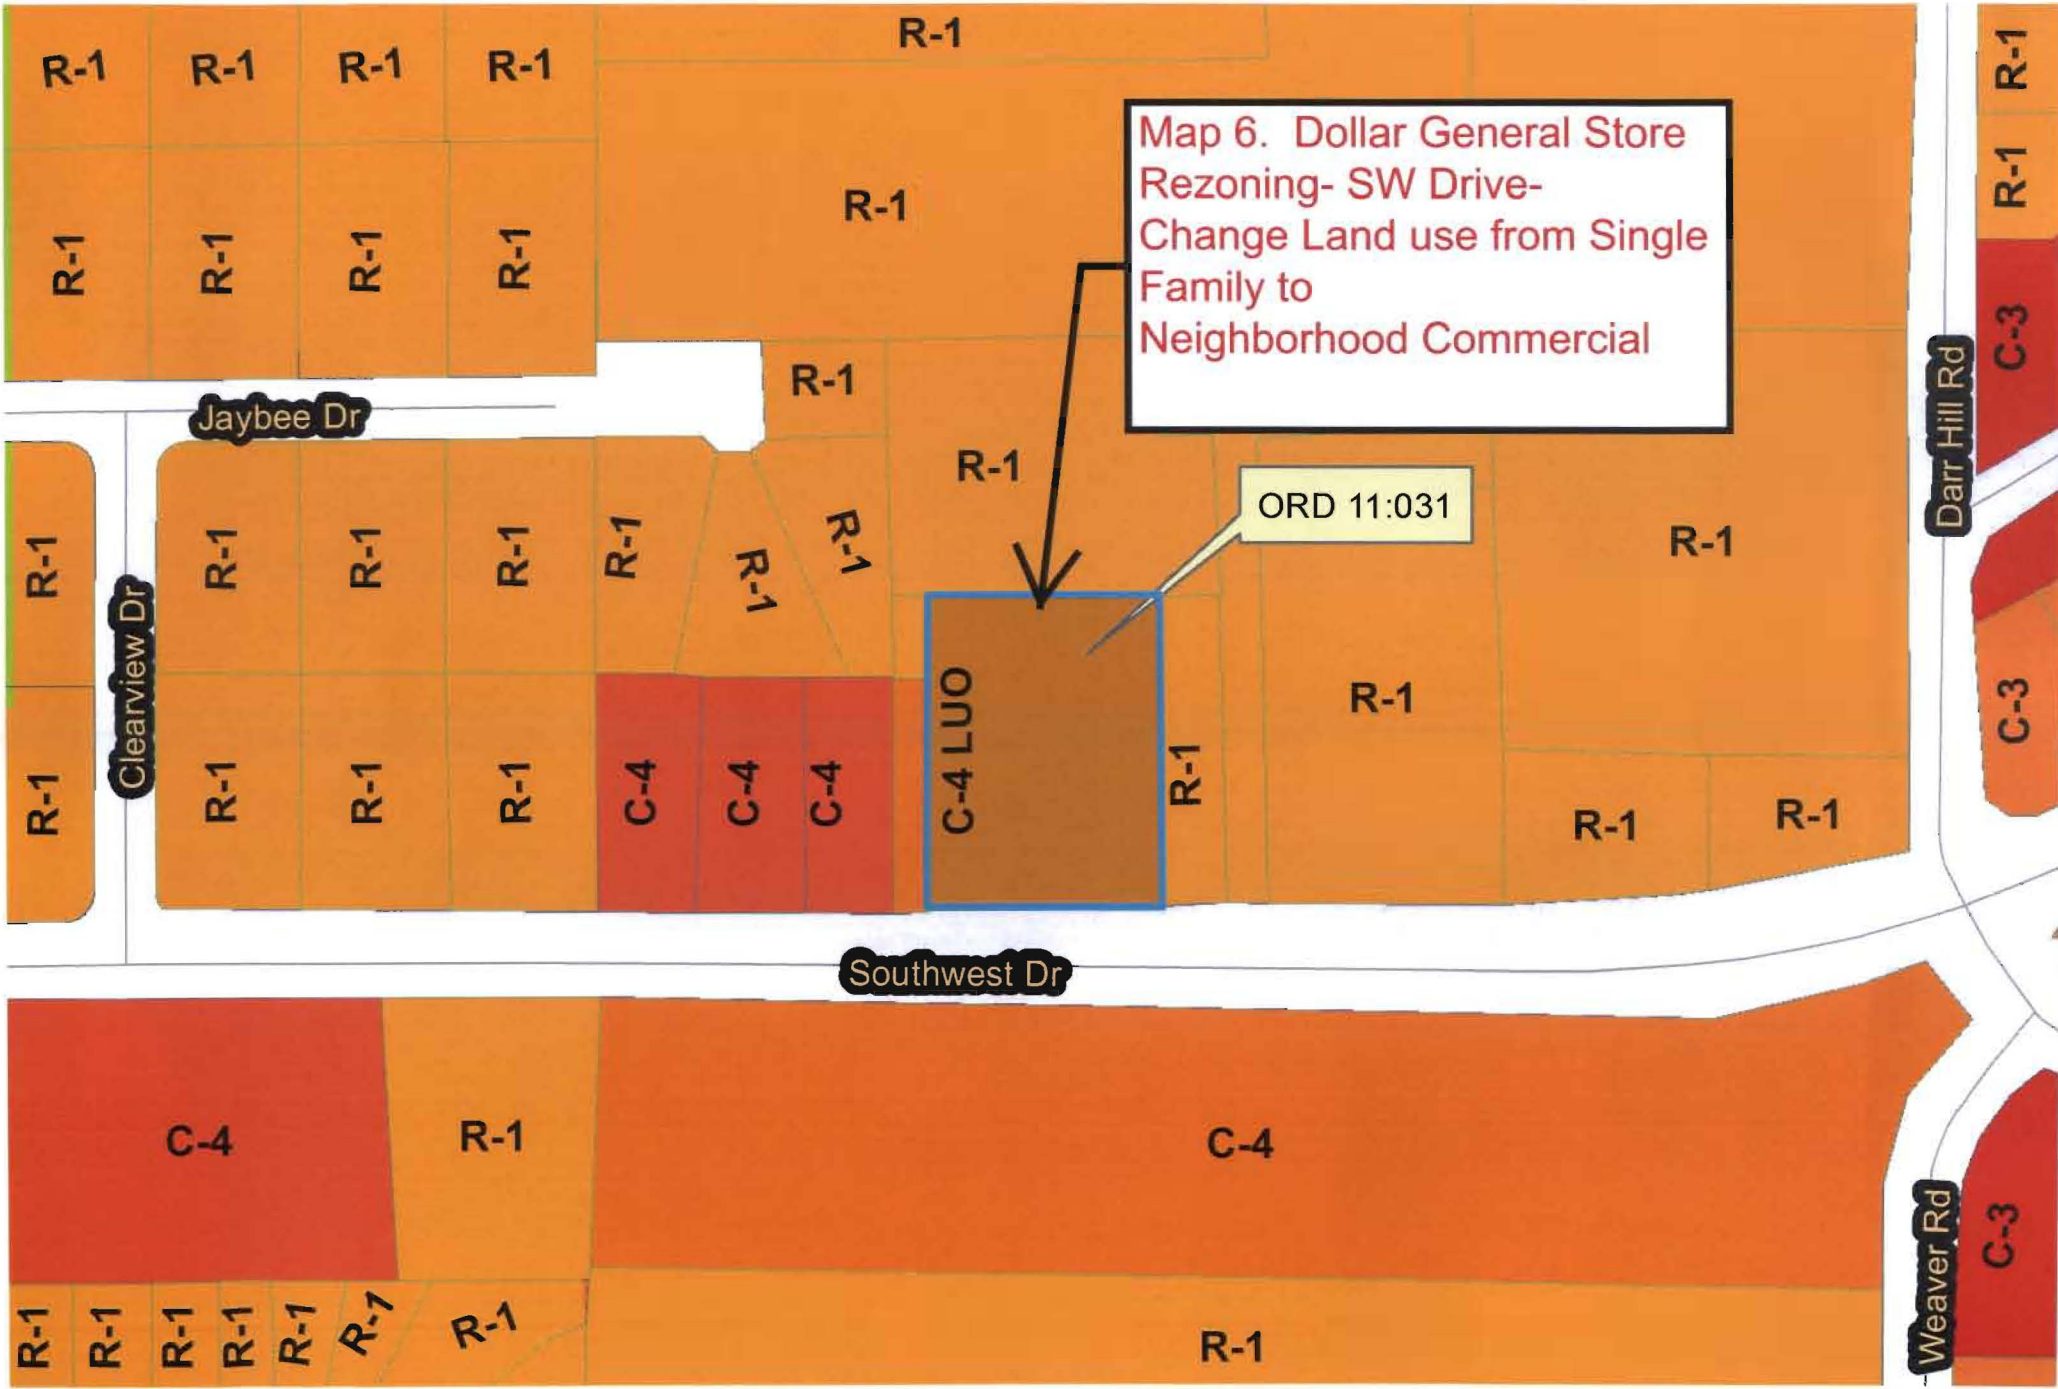 R-1
R-1 R-1 R-1 R-1
R-1
Map 6. Dollar General Store
Rezoning- SW Drive-
Change Land use from Single
Family to
Neighborhood Commercial
R-1
R-1
R-1
R-1 R-1 R-1 R-1
C-3
Jaybee Dr
R-1
Darr Hill Rd
R-1
ORD 11:031
R-1
R-1 R-1 R-1 R-1 R-1 R-1 R-1
Clearview Dr
R-1
C-3
R-1 R-1 R-1 R-1
C-4 C-4 C-4
C-4 LUO
R-1
R-1
R-1
Southwest Dr
C-4
R-1
C-4
C-3
Weaver Rd
R-1 R-1 R-1 R-1 R-1 R-1 R-1
R-1